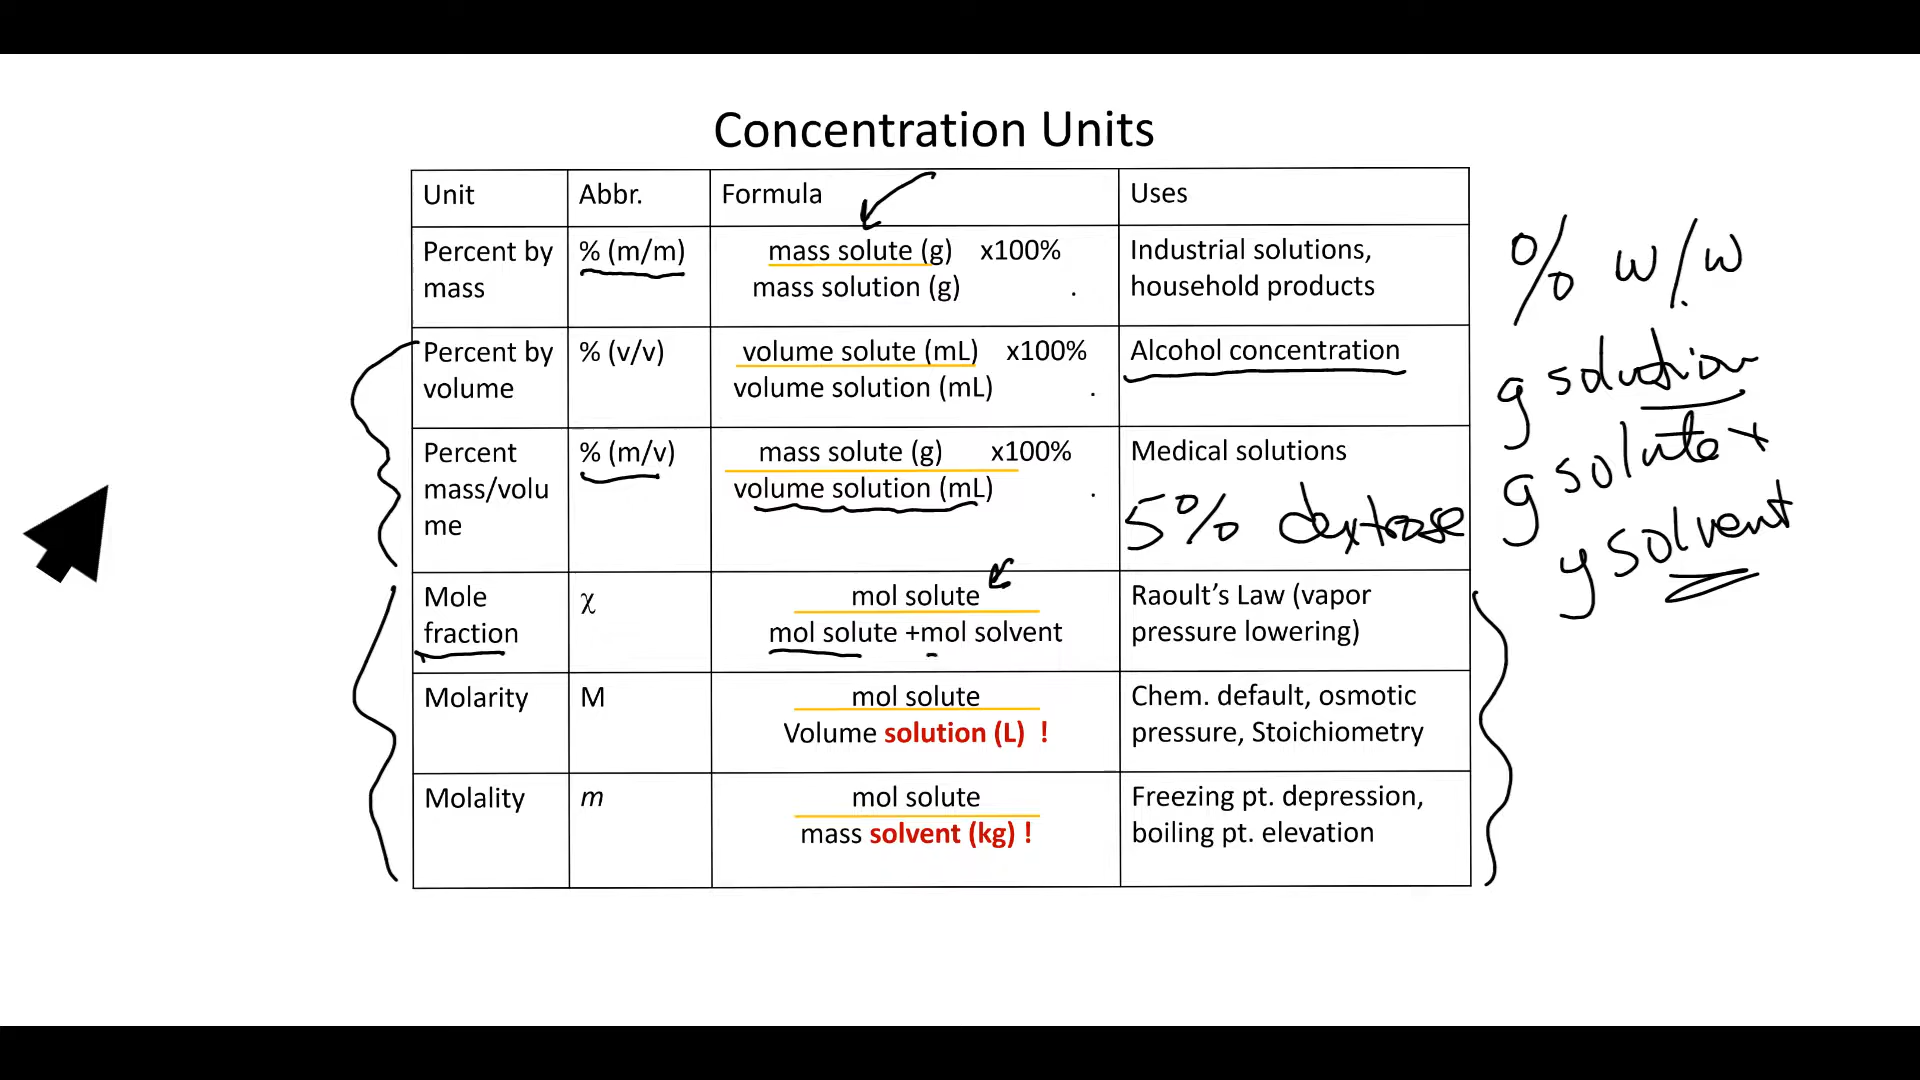 Concentration Units
Unit
Abbr.
Formula
Uses
Percent by
mass
% (m/m)
mass solute (g) x100%
mass solution (g) .
Industrial solutions,
household products
Percent by
volume
% (v/v)
volume solute (mL) x100%
volume solution (mL) .
Alcohol concentration
Percent
mass/volu
me
% (m/v)
mass solute (g) x100%
volume solution (mL) .
Medical solutions
5% dextrose
Mole
fraction
χ
mol solute
mol solute +mol solvent
Raoult’s Law (vapor
pressure lowering)
Molarity
M
mol solute
Volume solution (L) !
Chem. default, osmotic
pressure, Stoichiometry
Molality
m
mol solute
mass solvent (kg) !
Freezing pt. depression,
boiling pt. elevation
% w/w
g solution
g solute +
g solvent